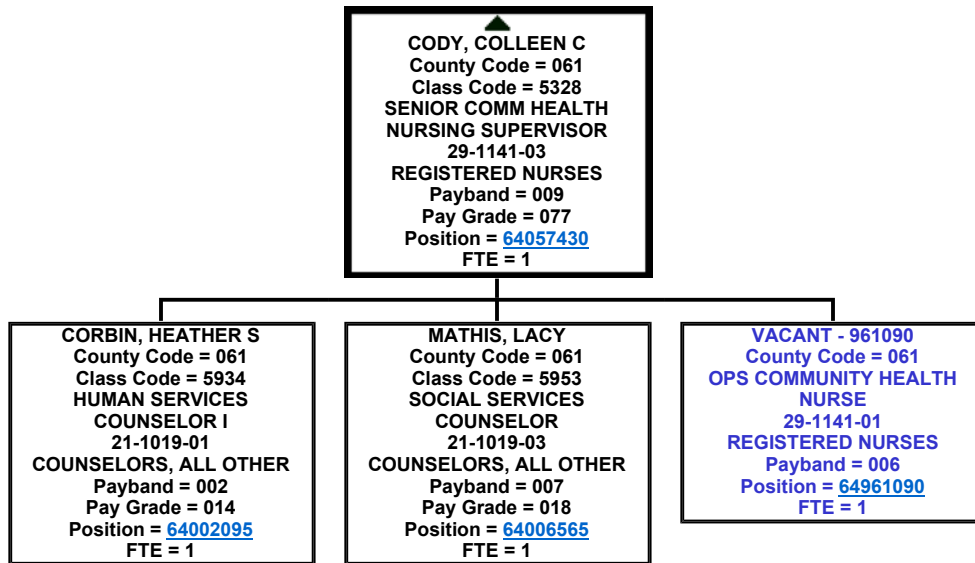 CODY, COLLEEN C
County Code = 061
Class Code = 5328
SENIOR COMM HEALTH
NURSING SUPERVISOR
29-1141-03
REGISTERED NURSES
Payband = 009
Pay Grade = 077
Position = 64057430
FTE = 1
CORBIN, HEATHER S
County Code = 061
Class Code = 5934
HUMAN SERVICES
COUNSELOR I
21-1019-01
COUNSELORS, ALL OTHER
Payband = 002
Pay Grade = 014
Position = 64002095
FTE = 1
MATHIS, LACY
County Code = 061
Class Code = 5953
SOCIAL SERVICES
COUNSELOR
21-1019-03
COUNSELORS, ALL OTHER
Payband = 007
Pay Grade = 018
Position = 64006565
FTE = 1
VACANT - 961090
County Code = 061
OPS COMMUNITY HEALTH
NURSE
29-1141-01
REGISTERED NURSES
Payband = 006
Position = 64961090
FTE = 1